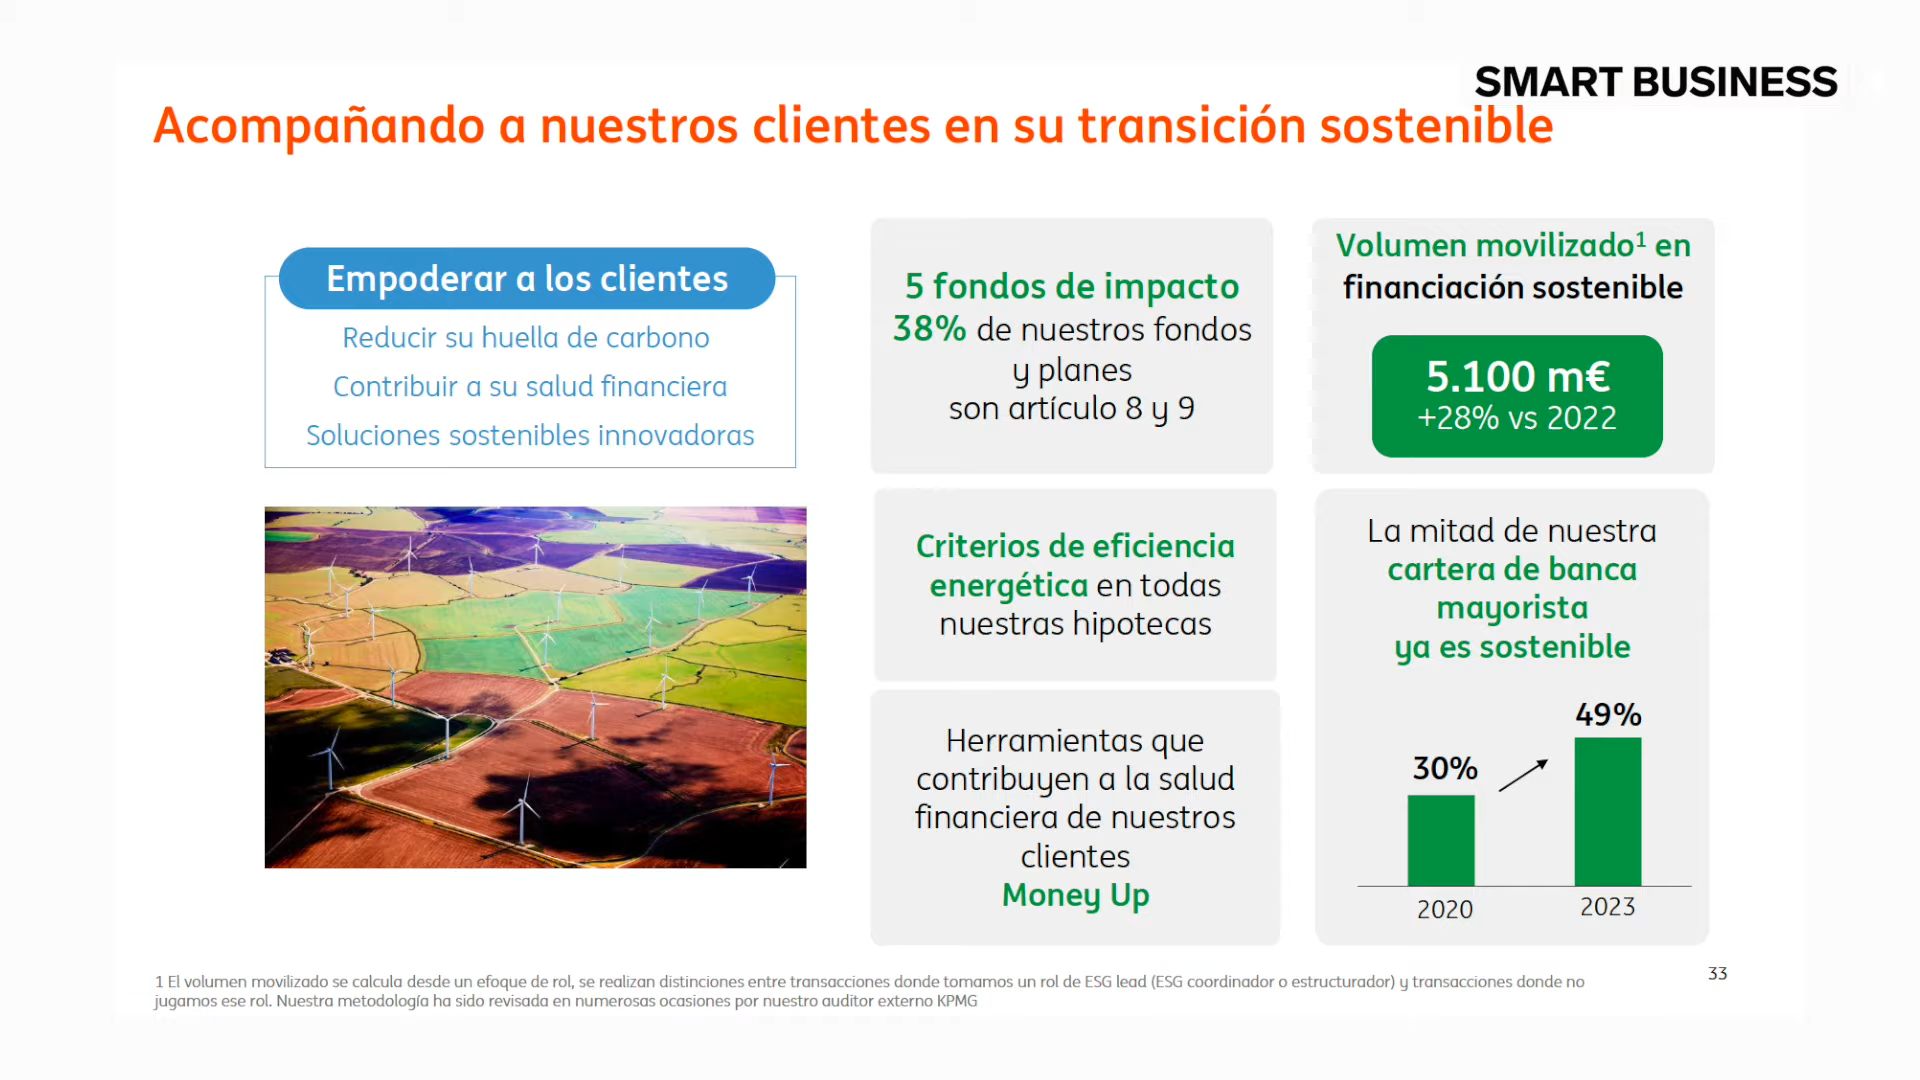 SMART BUSINESS
Acompañando a nuestros clientes en su transición sostenible
Empoderar a los clientes
Reducir su huella de carbono
Contribuir a su salud financiera
Soluciones sostenibles innovadoras
5 fondos de impacto
38% de nuestros fondos
y planes
son artículo 8 y 9
Volumen movilizado¹ en
financiación sostenible
5.100 m€
+28% vs 2022
Criterios de eficiencia
energética en todas
nuestras hipotecas
Herramientas que
contribuyen a la salud
financiera de nuestros
clientes
Money Up
La mitad de nuestra
cartera de banca
mayorista
ya es sostenible
30%
49%
2020
2023
1 El volumen movilizado se calcula desde un efoque de rol, se realizan distinciones entre transacciones donde tomamos un rol de ESG lead (ESG coordinador o estructurador) y transacciones donde no
jugamos ese rol. Nuestra metodología ha sido revisada en numerosas ocasiones por nuestro auditor externo KPMG
33